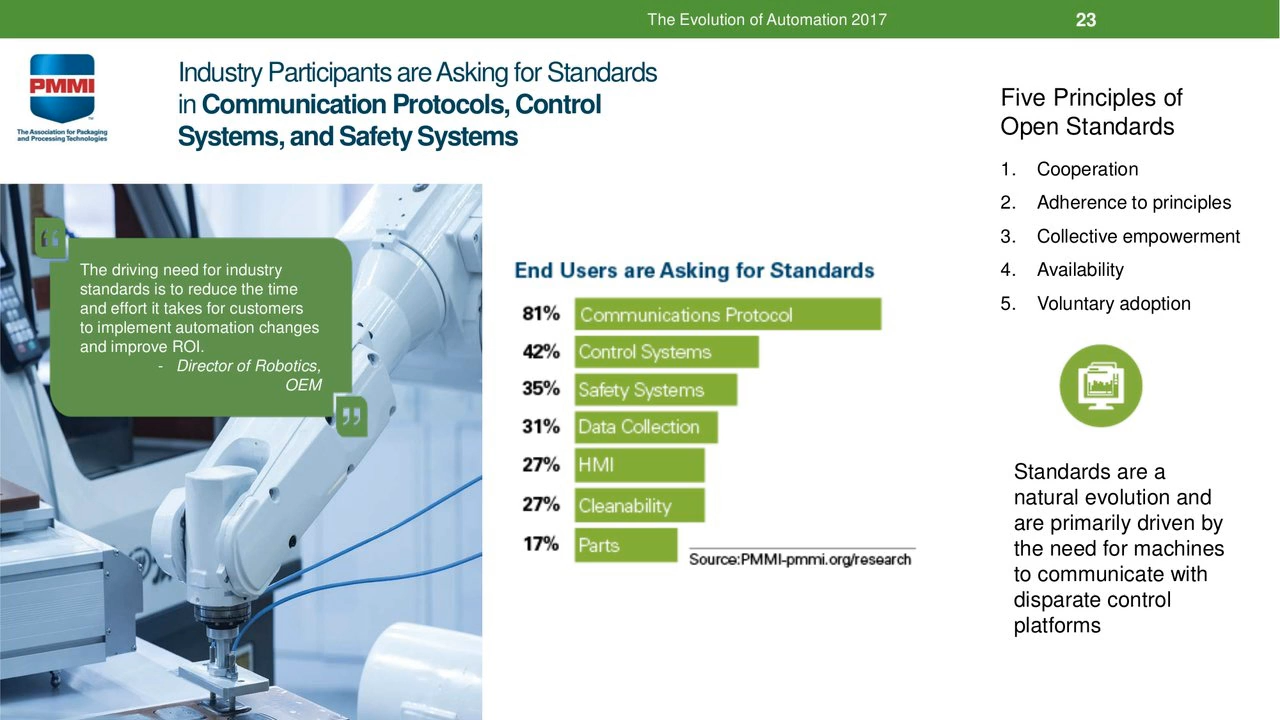 The Evolution of Automation 2017
23
PMMI
TM
The Association for Packaging
and Processing Technologies
Industry Participants are Asking for Standards
in Communication Protocols, Control
Systems, and Safety Systems
“
The driving need for industry
standards is to reduce the time
and effort it takes for customers
to implement automation changes
and improve ROI.
- Director of Robotics,
OEM
”
End Users are Asking for Standards
81% Communications Protocol
42% Control Systems
35% Safety Systems
31% Data Collection
27% HMI
27% Cleanability
17% Parts
Source:PMMI-pmmi.org/research
Five Principles of
Open Standards
1. Cooperation
2. Adherence to principles
3. Collective empowerment
4. Availability
5. Voluntary adoption
Standards are a
natural evolution and
are primarily driven by
the need for machines
to communicate with
disparate control
platforms